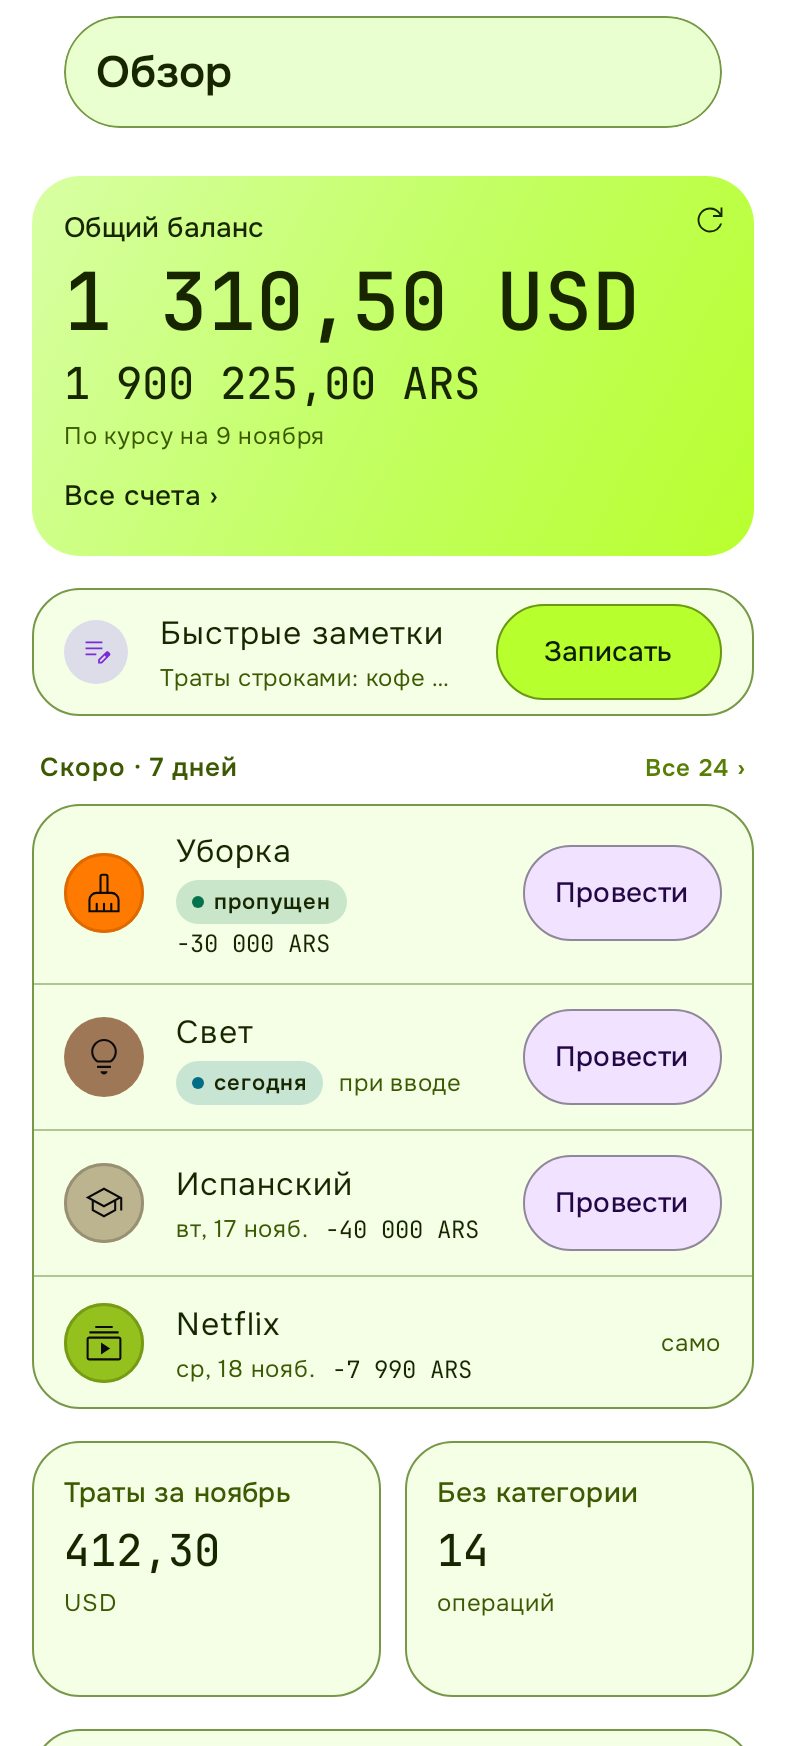 Обзор
Общий баланс
1 310,50 USD
1 900 225,00 ARS
По курсу на 9 ноября
Все счета ›
Быстрые заметки
Траты строками: кофе ...
Записать
Скоро · 7 дней
Все 24 ›
Уборка
пропущен
-30 000 ARS
Провести
Свет
сегодня при вводе
Провести
Испанский
вт, 17 нояб. -40 000 ARS
Провести
Netflix
ср, 18 нояб. -7 990 ARS
само
Траты за ноябрь
412,30
USD
Без категории
14
операций